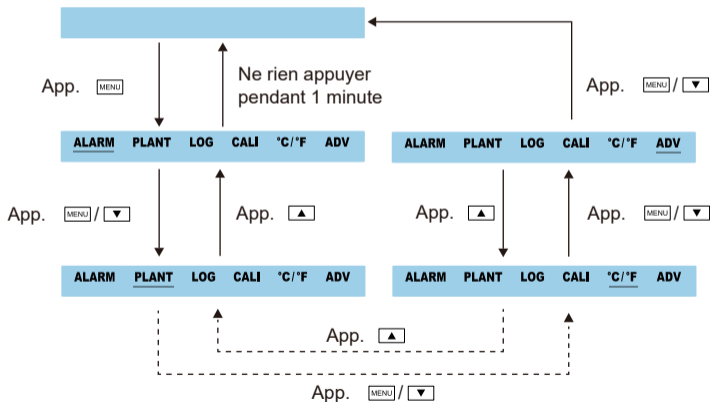 App. MENU
Ne rien appuyer
pendant 1 minute
App. MENU / ▼
ALARM PLANT LOG CALI °C/°F ADV
ALARM PLANT LOG CALI °C/°F ADV
App. MENU / ▼
App. ▲
App. ▲
App. MENU / ▼
ALARM PLANT LOG CALI °C/°F ADV
ALARM PLANT LOG CALI °C/°F ADV
App. ▲
App. MENU / ▼